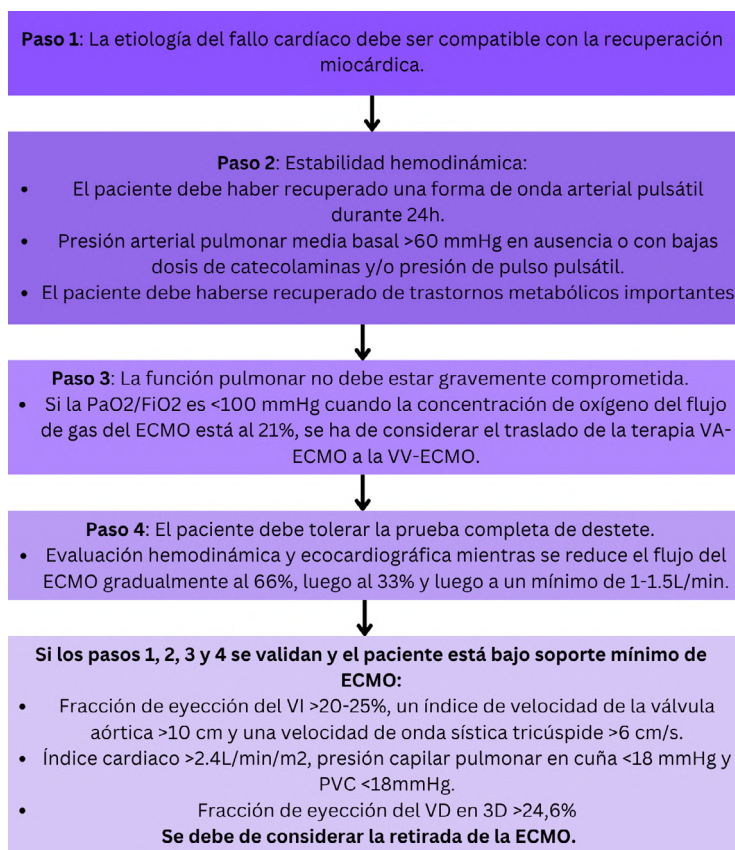 Paso 1: La etiología del fallo cardíaco debe ser compatible con la recuperación
miocárdica.
Paso 2: Estabilidad hemodinámica:
• El paciente debe haber recuperado una forma de onda arterial pulsátil
durante 24h.
• Presión arterial pulmonar media basal >60 mmHg en ausencia o con bajas
dosis de catecolaminas y/o presión de pulso pulsátil.
• El paciente debe haberse recuperado de trastornos metabólicos importantes
Paso 3: La función pulmonar no debe estar gravemente comprometida.
• Si la PaO2/FiO2 es <100 mmHg cuando la concentración de oxígeno del flujo
de gas del ECMO está al 21%, se ha de considerar el traslado de la terapia VA-
ECMO a la VV-ECMO.
Paso 4: El paciente debe tolerar la prueba completa de destete.
• Evaluación hemodinámica y ecocardiográfica mientras se reduce el flujo del
ECMO gradualmente al 66%, luego al 33% y luego a un mínimo de 1-1.5L/min.
Si los pasos 1, 2, 3 y 4 se validan y el paciente está bajo soporte mínimo de
ECMO:
• Fracción de eyección del VI >20-25%, un índice de velocidad de la válvula
aórtica >10 cm y una velocidad de onda sística tricúspide >6 cm/s.
• Índice cardiaco >2.4L/min/m2, presión capilar pulmonar en cuña <18 mmHg y
PVC <18mmHg.
• Fracción de eyección del VD en 3D >24,6%
Se debe de considerar la retirada de la ECMO.